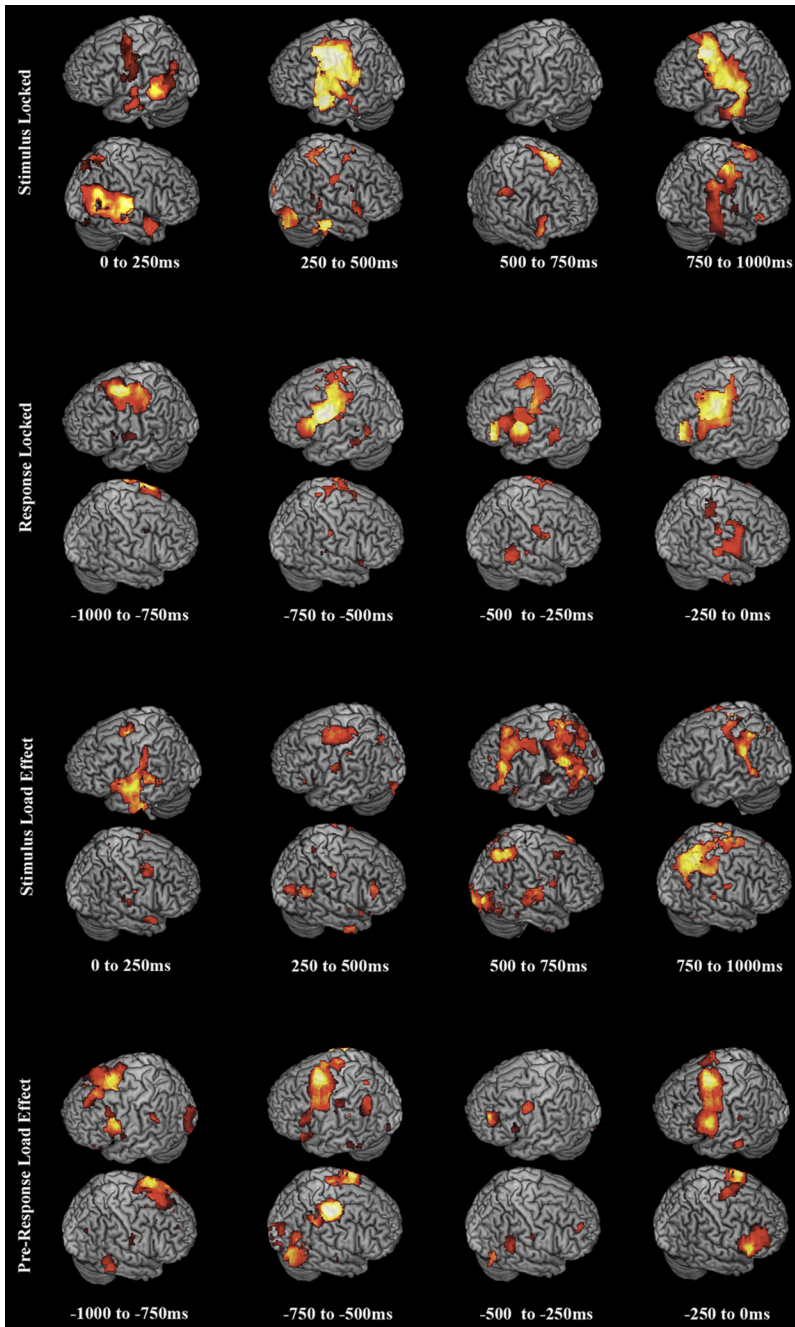 Stimulus Locked
0 to 250ms
250 to 500ms
500 to 750ms
750 to 1000ms
Response Locked
-1000 to -750ms
-750 to -500ms
-500 to -250ms
-250 to 0ms
Stimulus Load Effect
0 to 250ms
250 to 500ms
500 to 750ms
750 to 1000ms
Pre-Response Load Effect
-1000 to -750ms
-750 to -500ms
-500 to -250ms
-250 to 0ms